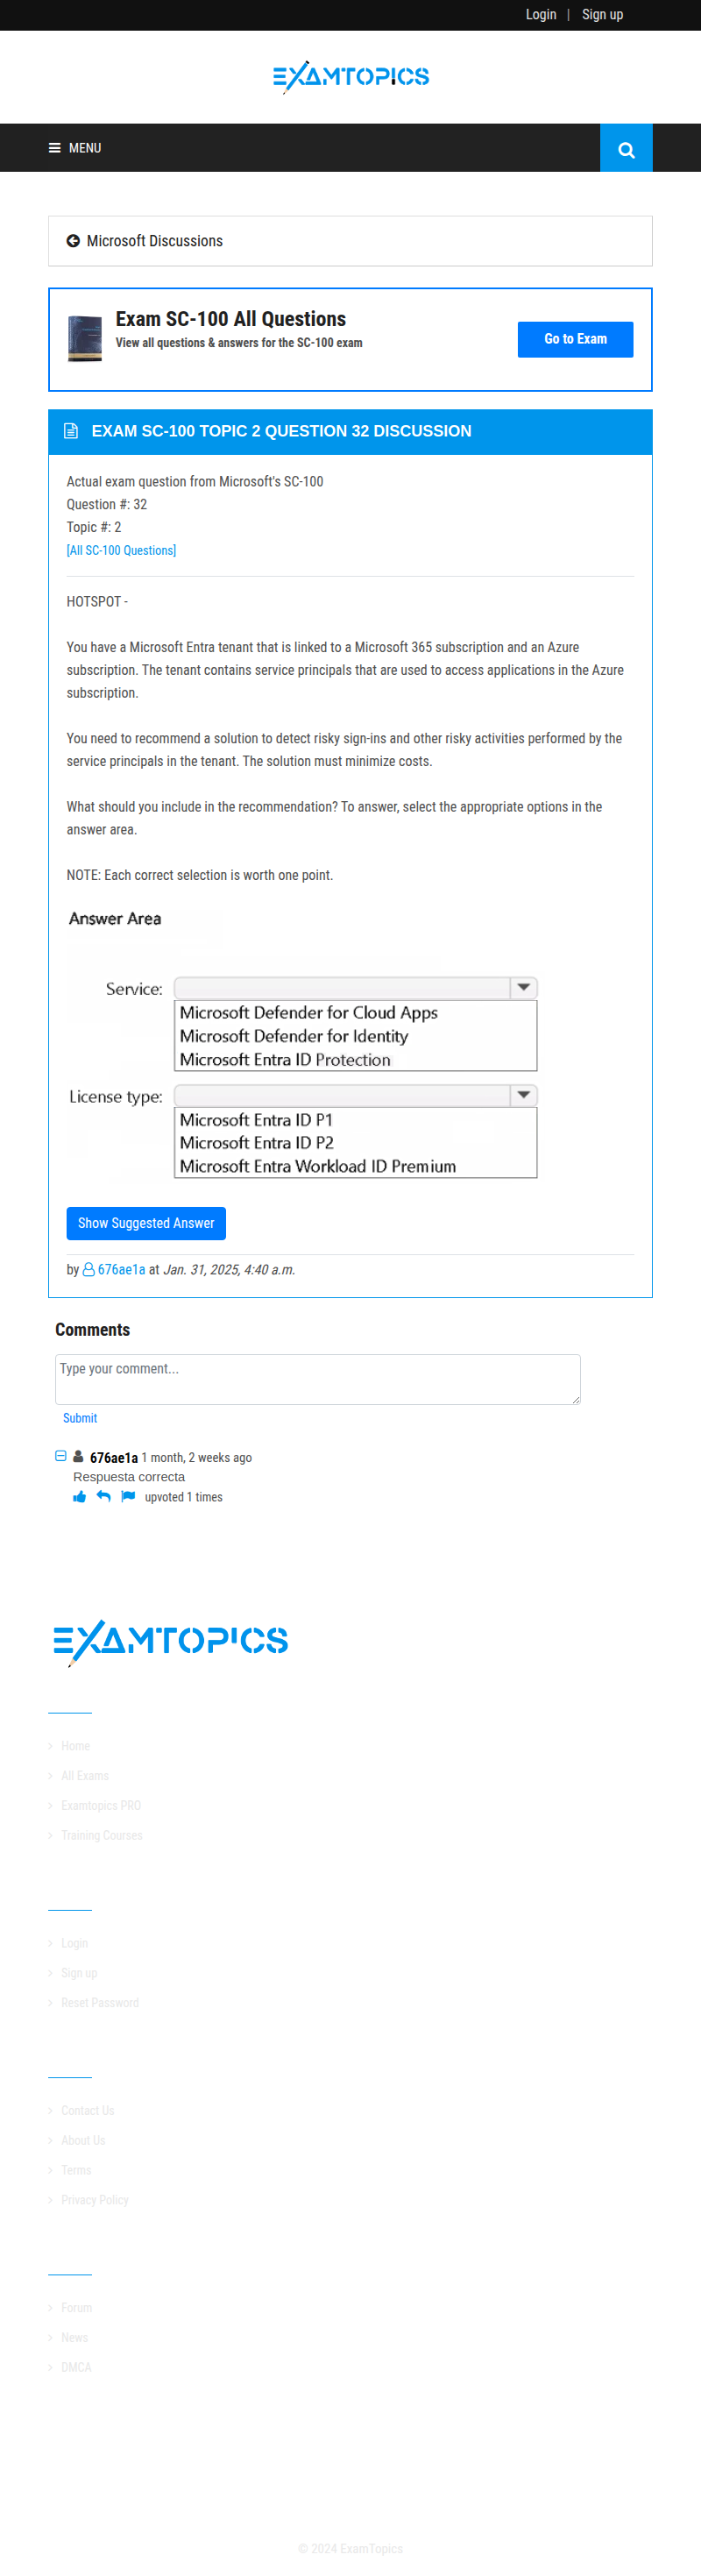 Login | Sign up
EXAMTOPICS
MENU
Microsoft Discussions
Exam SC-100 All Questions
View all questions & answers for the SC-100 exam
Go to Exam
EXAM SC-100 TOPIC 2 QUESTION 32 DISCUSSION
Actual exam question from Microsoft's SC-100
Question #: 32
Topic #: 2
[All SC-100 Questions]
HOTSPOT -
You have a Microsoft Entra tenant that is linked to a Microsoft 365 subscription and an Azure
subscription. The tenant contains service principals that are used to access applications in the Azure
subscription.
You need to recommend a solution to detect risky sign-ins and other risky activities performed by the
service principals in the tenant. The solution must minimize costs.
What should you include in the recommendation? To answer, select the appropriate options in the
answer area.
NOTE: Each correct selection is worth one point.
Answer Area
Service:
Microsoft Defender for Cloud Apps
Microsoft Defender for Identity
Microsoft Entra ID Protection
License type:
Microsoft Entra ID P1
Microsoft Entra ID P2
Microsoft Entra Workload ID Premium
Show Suggested Answer
by 676ae1a at Jan. 31, 2025, 4:40 a.m.
Comments
Type your comment...
Submit
676ae1a 1 month, 2 weeks ago
Respuesta correcta
upvoted 1 times
EXAMTOPICS
Home
All Exams
Examtopics PRO
Training Courses
Login
Sign up
Reset Password
Contact Us
About Us
Terms
Privacy Policy
Forum
News
DMCA
© 2024 ExamTopics